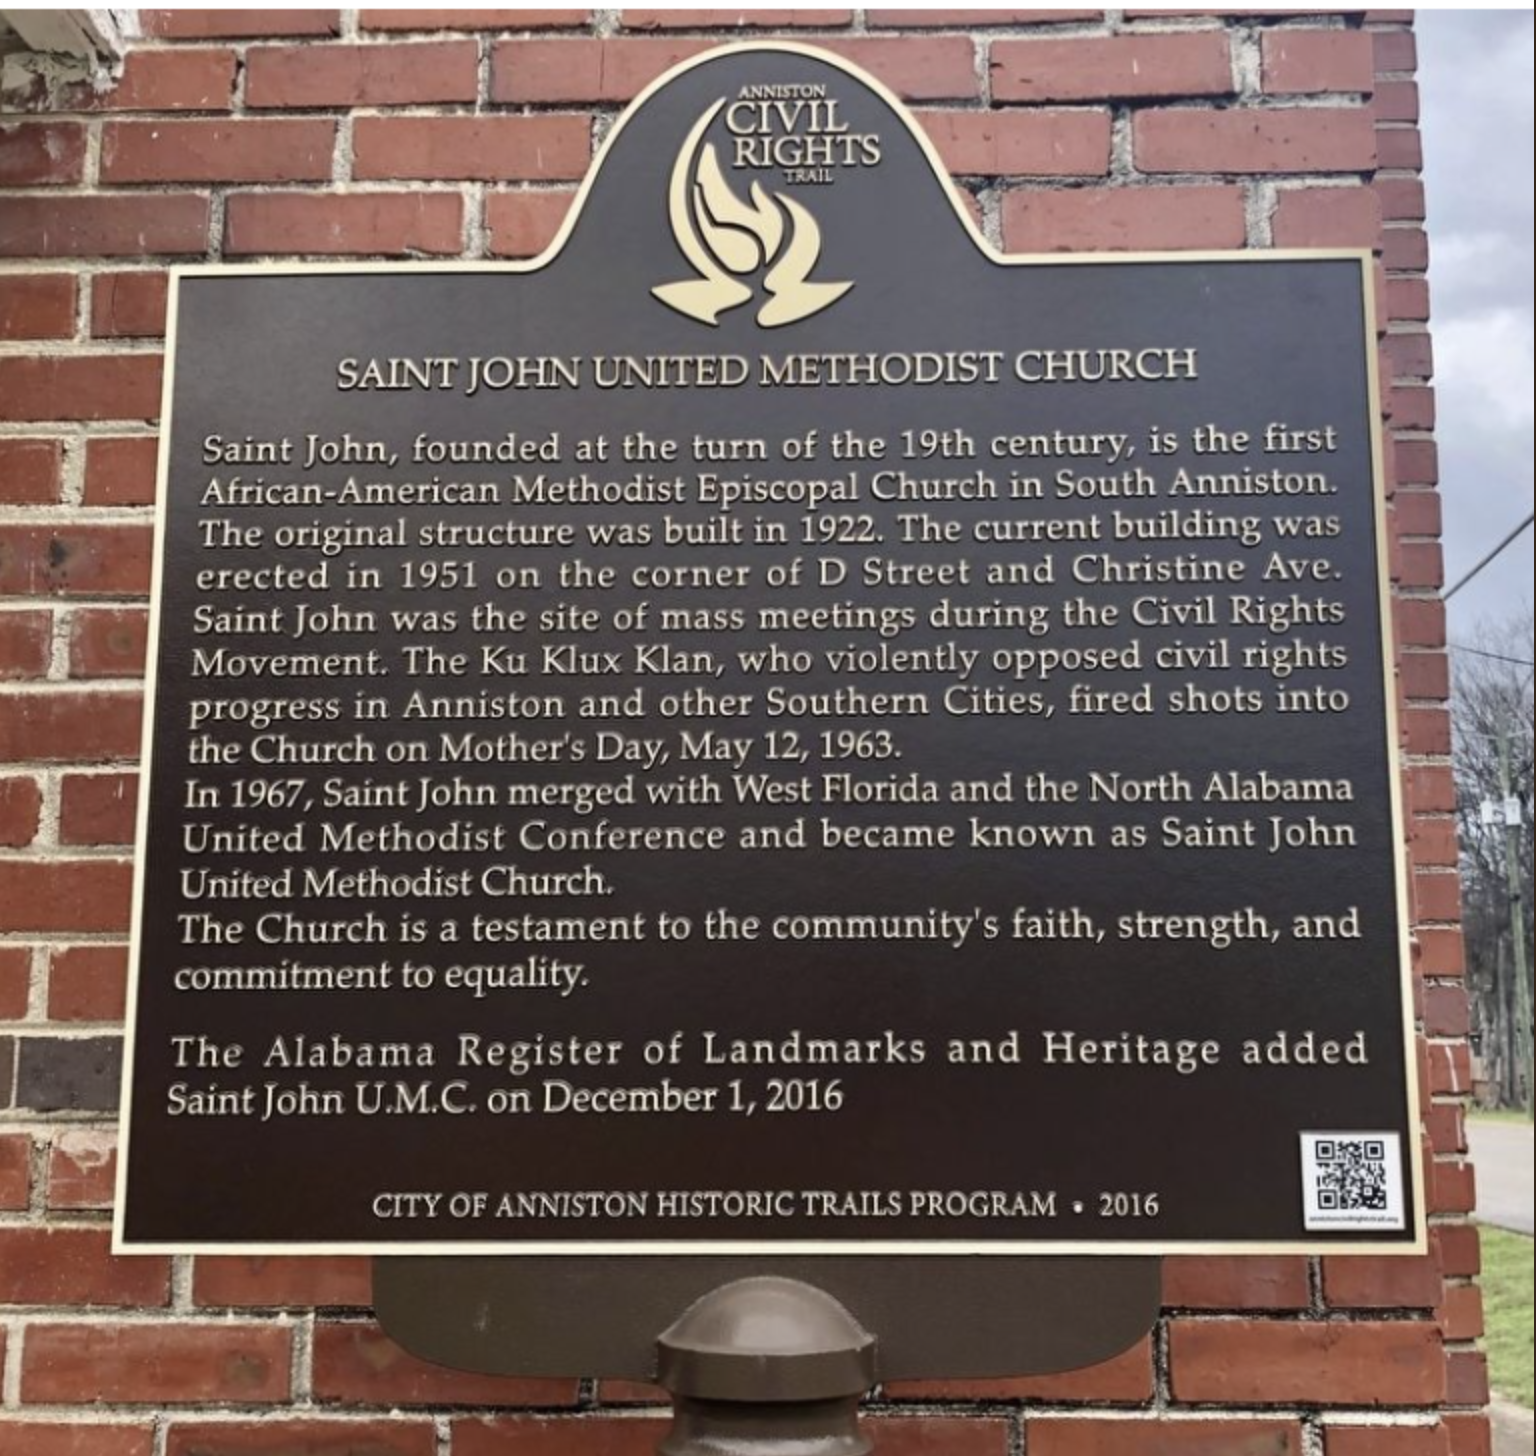 ANNISTON
CIVIL
RIGHTS
TRAIL
SAINT JOHN UNITED METHODIST CHURCH
Saint John, founded at the turn of the 19th century, is the first
African-American Methodist Episcopal Church in South Anniston.
The original structure was built in 1922. The current building was
erected in 1951 on the corner of D Street and Christine Ave.
Saint John was the site of mass meetings during the Civil Rights
Movement. The Ku Klux Klan, who violently opposed civil rights
progress in Anniston and other Southern Cities, fired shots into
the Church on Mother's Day, May 12, 1963.
In 1967, Saint John merged with West Florida and the North Alabama
United Methodist Conference and became known as Saint John
United Methodist Church.
The Church is a testament to the community's faith, strength, and
commitment to equality.
The Alabama Register of Landmarks and Heritage added
Saint John U.M.C. on December 1, 2016
CITY OF ANNISTON HISTORIC TRAILS PROGRAM • 2016